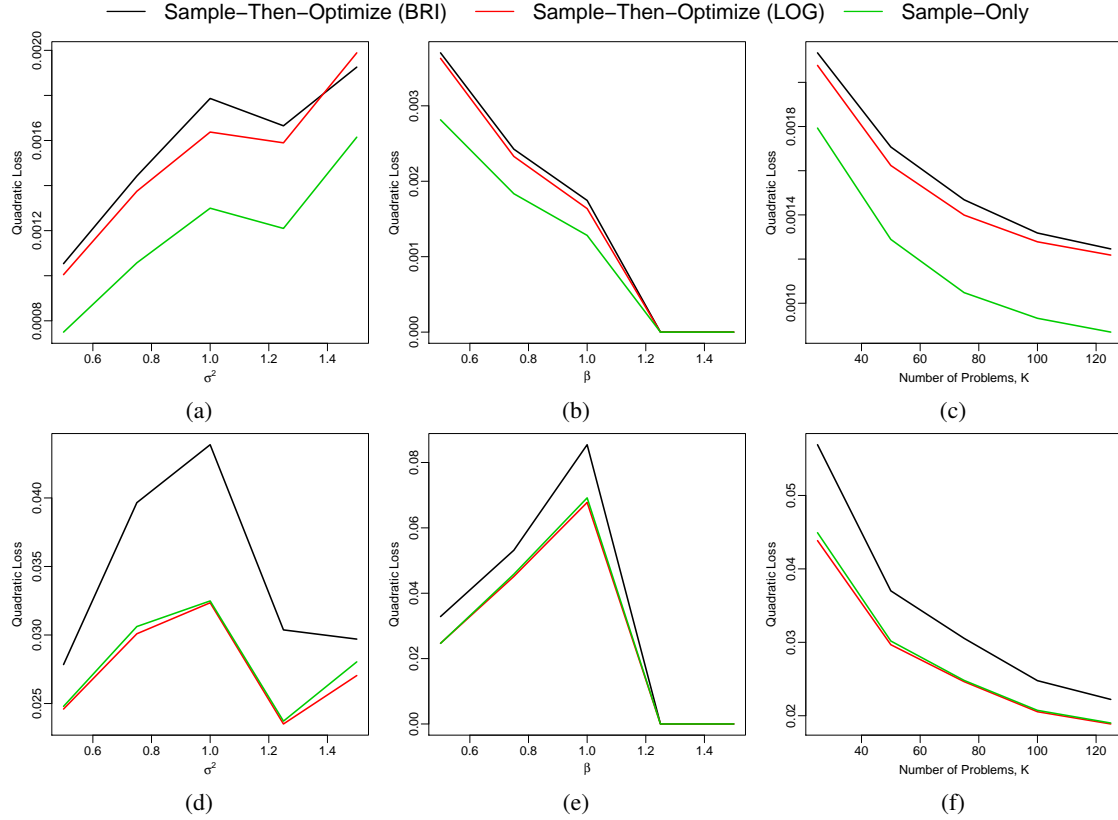 Sample−Then−Optimize (BRI) Sample−Then−Optimize (LOG) Sample−Only
Quadratic Loss
0.0008 0.0012 0.0016 0.0020
0.6 0.8 1.0 1.2 1.4
σ²
(a)
Quadratic Loss
0.000 0.001 0.002 0.003
0.6 0.8 1.0 1.2 1.4
β
(b)
Quadratic Loss
0.0010 0.0014 0.0018
40 60 80 100 120
Number of Problems, K
(c)
Quadratic Loss
0.025 0.030 0.035 0.040
0.6 0.8 1.0 1.2 1.4
σ²
(d)
Quadratic Loss
0.00 0.02 0.04 0.06 0.08
0.6 0.8 1.0 1.2 1.4
β
(e)
Quadratic Loss
0.02 0.03 0.04 0.05
40 60 80 100 120
Number of Problems, K
(f)